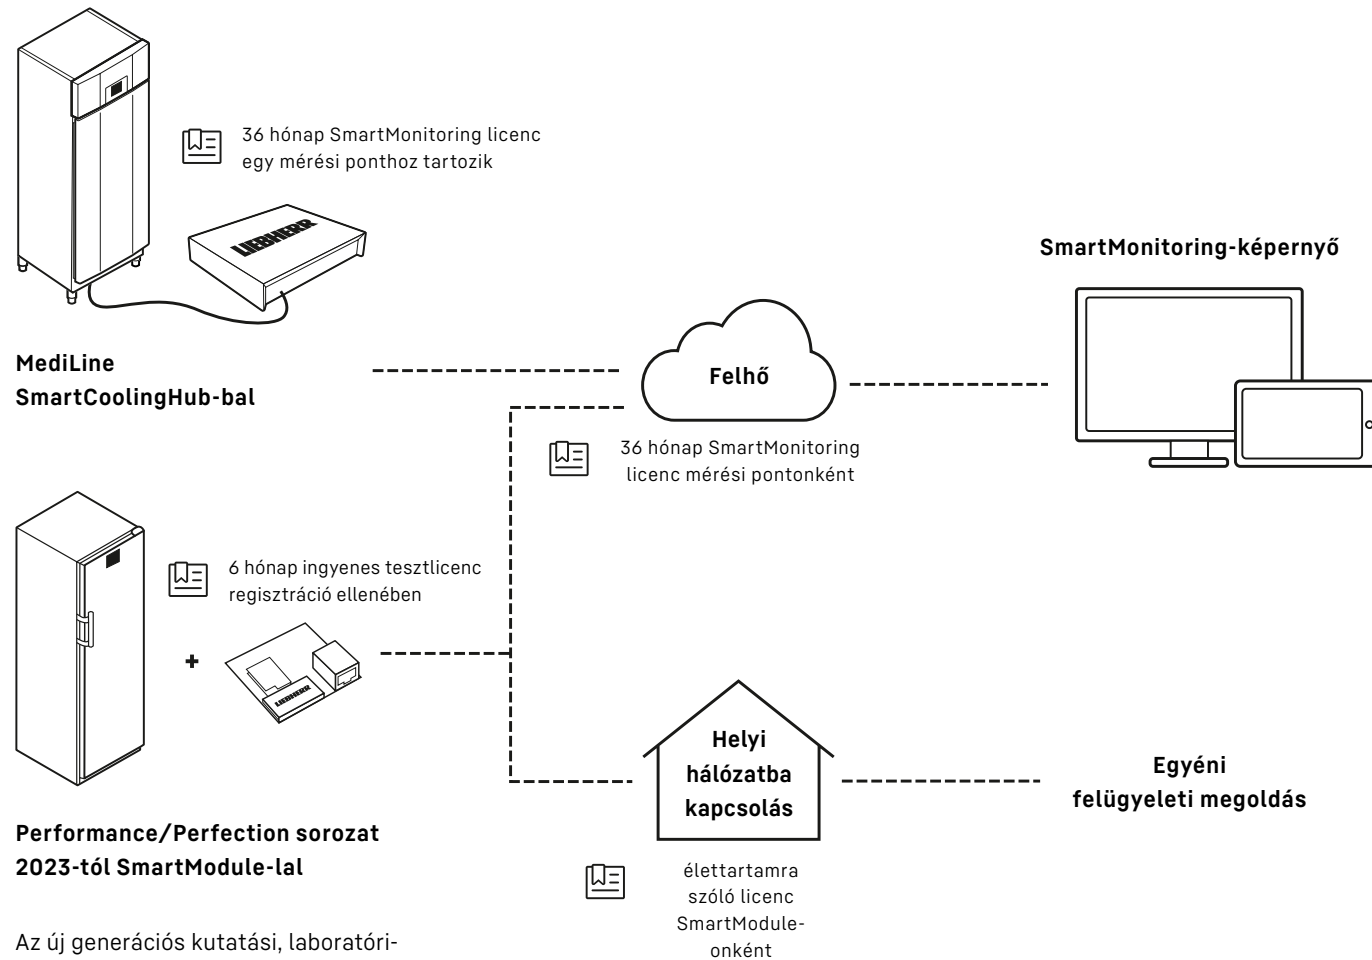 36 hónap SmartMonitoring licenc
egy mérési ponthoz tartozik
LIEBHERR
MediLine
SmartCoolingHub-bal
Felhő
36 hónap SmartMonitoring
licenc mérési pontonként
SmartMonitoring-képernyő
6 hónap ingyenes tesztlicenc
regisztráció ellenében
+
LIEBHERR
Performance/Perfection sorozat
2023-tól SmartModule-lal
Helyi
hálózatba
kapcsolás
élettartamra
szóló licenc
SmartModule-
onként
Egyéni
felügyeleti megoldás
Az új generációs kutatási, laboratóri-